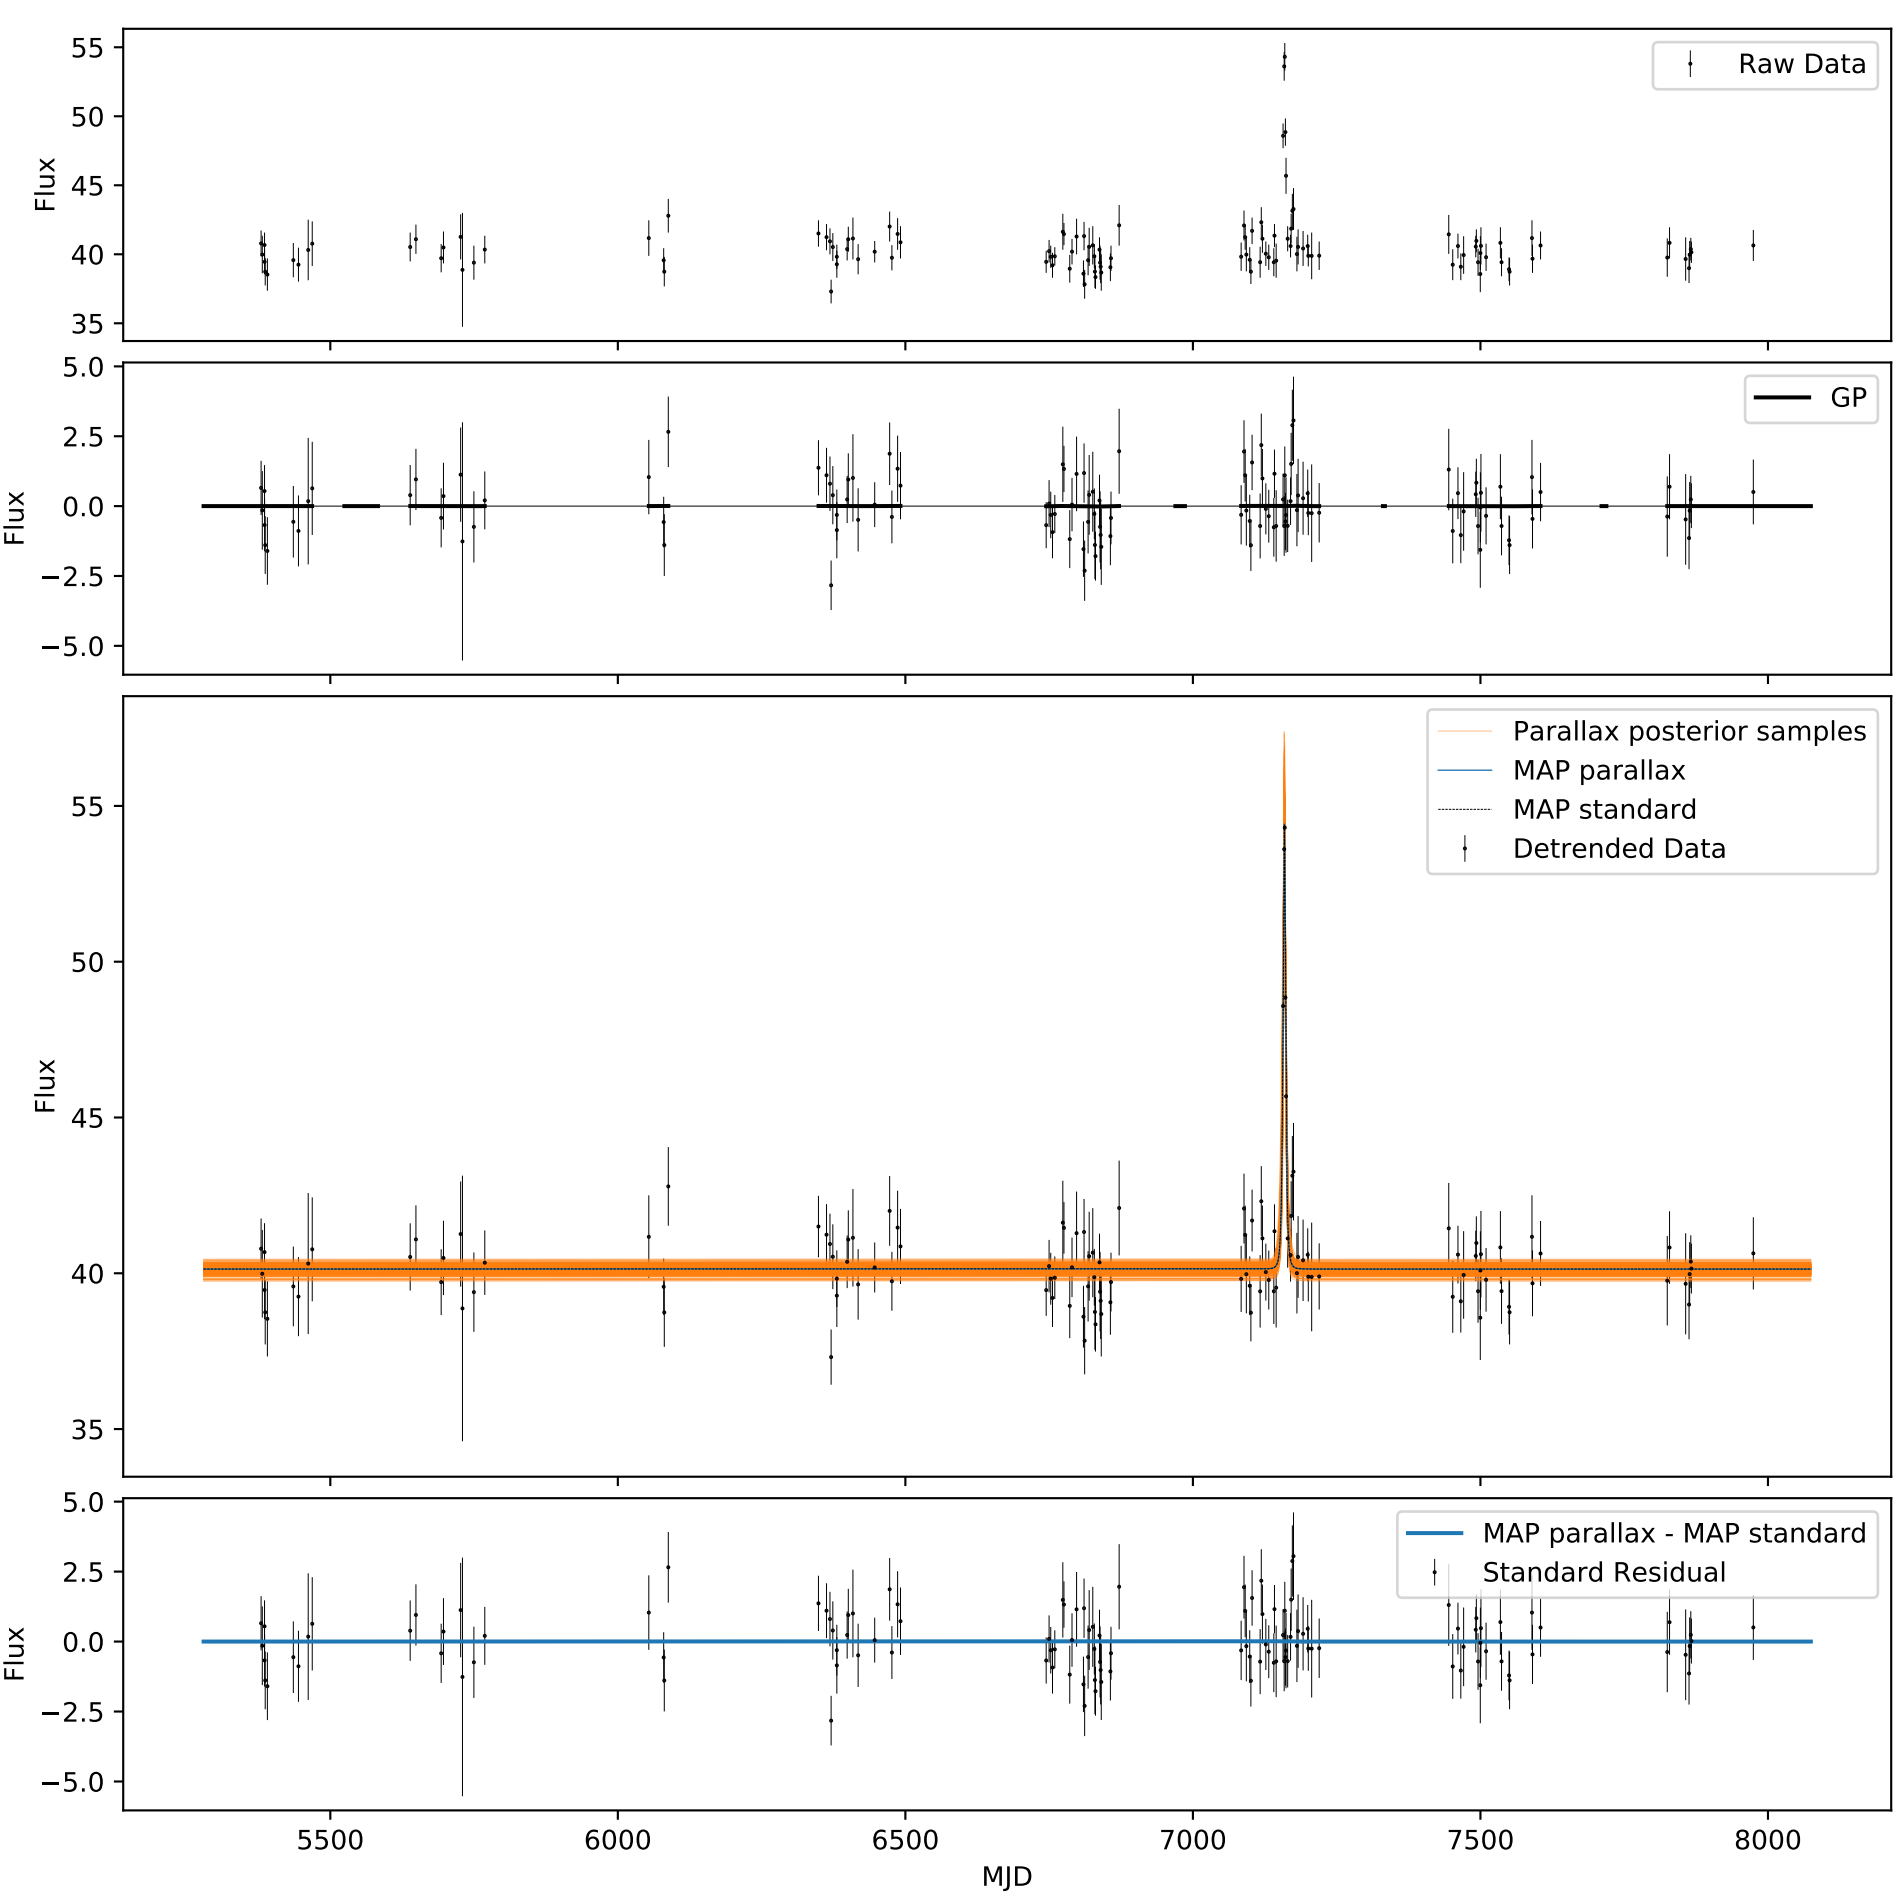 55
50
45
40
35
Flux
Raw Data
5.0
2.5
0.0
−2.5
−5.0
Flux
GP
55
50
45
40
35
Flux
Parallax posterior samples
MAP parallax
MAP standard
Detrended Data
5.0
2.5
0.0
−2.5
−5.0
Flux
MAP parallax - MAP standard
Standard Residual
5500 6000 6500 7000 7500 8000
MJD